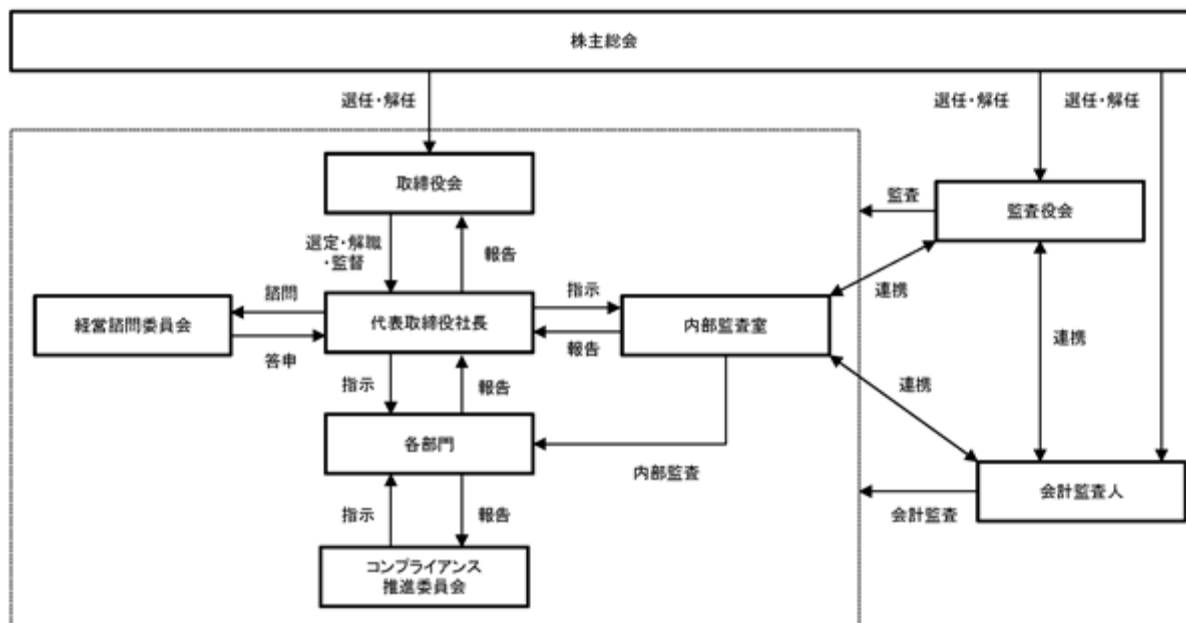 株主総会
選任・解任
選任・解任
選任・解任
取締役会
監査
監査役会
選定・解職
・監督
報告
諮問
指示
連携
経営諮問委員会
代表取締役社長
内部監査室
答申
報告
連携
指示
報告
連携
各部門
内部監査
会計監査人
指示
報告
会計監査
コンプライアンス
推進委員会